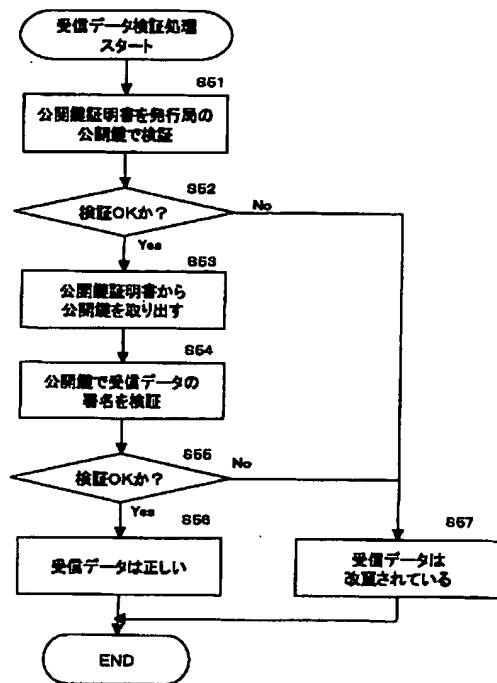 受信データ検証処理
スタート
S51
公開鍵証明書を発行局の
公開鍵で検証
S52
検証OKか？
No
Yes
S53
公開鍵証明書から
公開鍵を取り出す
S54
公開鍵で受信データの
署名を検証
S55
検証OKか？
No
Yes
S56
受信データは正しい
S57
受信データは
改竄されている
END